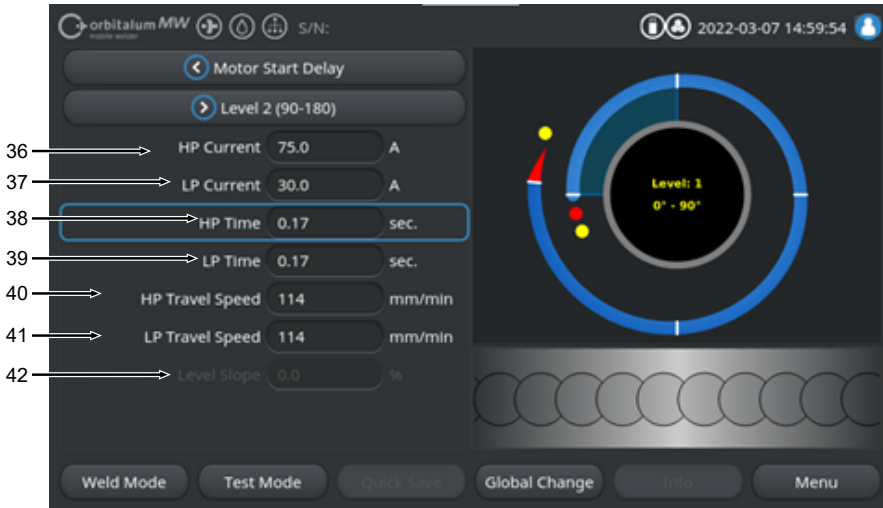 orbitalum MW
mobile welder
S/N:
2022-03-07 14:59:54
Motor Start Delay
Level 2 (90-180)
36 HP Current 75.0 A
37 LP Current 30.0 A
38 HP Time 0.17 sec.
39 LP Time 0.17 sec.
40 HP Travel Speed 114 mm/min
41 LP Travel Speed 114 mm/min
42 Level Slope 0.0 %
Level: 1
0° - 90°
Weld Mode Test Mode Quick Save Global Change Info Menu